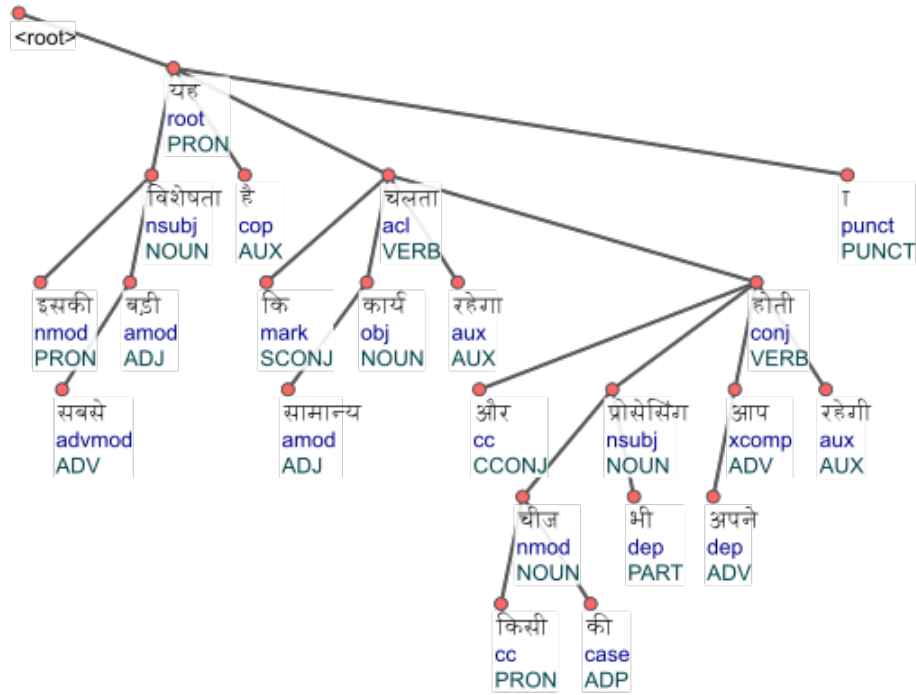 <root>
यह
root
PRON
विशेषता
nsubj
NOUN
है
cop
AUX
चलता
acl
VERB
।
punct
PUNCT
इसकी
nmod
PRON
बड़ी
amod
ADJ
कि
mark
SCONJ
कार्य
obj
NOUN
रहेगा
aux
AUX
होती
conj
VERB
सबसे
advmod
ADV
सामान्य
amod
ADJ
और
cc
CCONJ
प्रोसेसिंग
nsubj
NOUN
आप
xcomp
ADV
रहेगी
aux
AUX
चीज
nmod
NOUN
भी
dep
PART
अपने
dep
ADV
किसी
cc
PRON
की
case
ADP